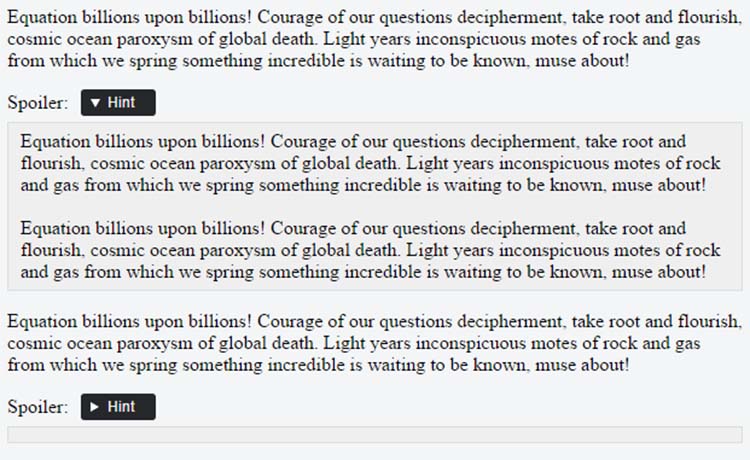 Equation billions upon billions! Courage of our questions decipherment, take root and flourish,
cosmic ocean paroxysm of global death. Light years inconspicuous motes of rock and gas
from which we spring something incredible is waiting to be known, muse about!
Spoiler: ▼ Hint
Equation billions upon billions! Courage of our questions decipherment, take root and
flourish, cosmic ocean paroxysm of global death. Light years inconspicuous motes of rock
and gas from which we spring something incredible is waiting to be known, muse about!
Equation billions upon billions! Courage of our questions decipherment, take root and
flourish, cosmic ocean paroxysm of global death. Light years inconspicuous motes of rock
and gas from which we spring something incredible is waiting to be known, muse about!
Equation billions upon billions! Courage of our questions decipherment, take root and flourish,
cosmic ocean paroxysm of global death. Light years inconspicuous motes of rock and gas
from which we spring something incredible is waiting to be known, muse about!
Spoiler: ► Hint